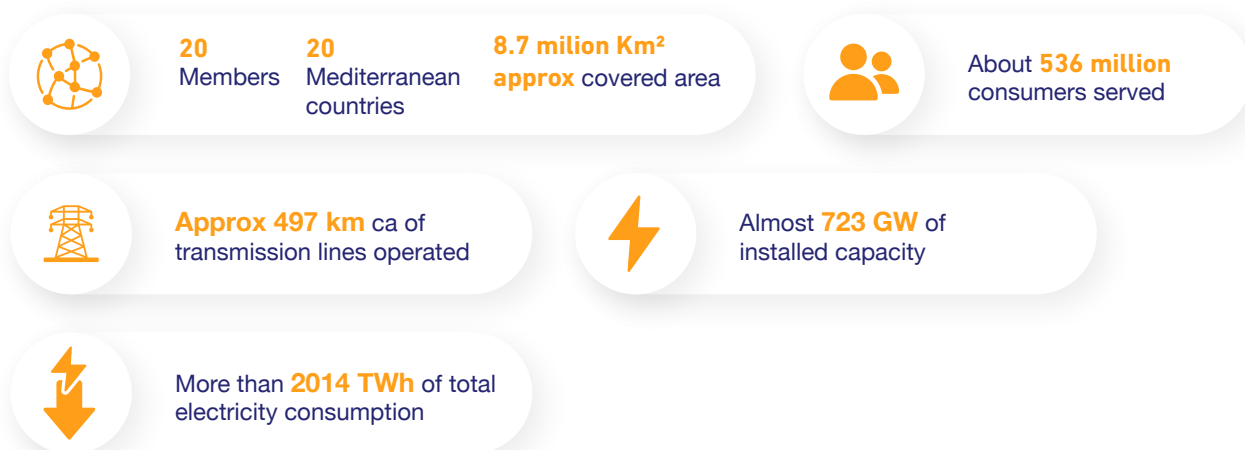 20
Members
20
Mediterranean
countries
8.7 milion Km²
approx covered area
About 536 million
consumers served
Approx 497 km ca of
transmission lines operated
Almost 723 GW of
installed capacity
More than 2014 TWh of total
electricity consumption